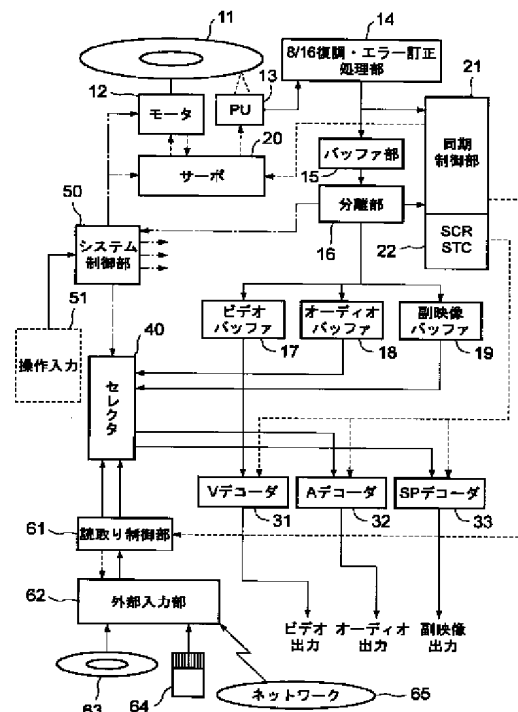 11
14
8/16復調・エラー訂正
処理部
21
12
モータ
13
PU
20
サーボ
バッファ部
15
同期
制御部
50
分離部
16
システム
制御部
22
SCR
STC
51
操作入力
40
セレクタ
ビデオ
バッファ
17
オーディオ
バッファ
18
副映像
バッファ
19
Vデコーダ
31
Aデコーダ
32
SPデコーダ
33
61
読取り制御部
62
外部入力部
ビデオ
出力
オーディオ
出力
副映像
出力
63
64
ネットワーク
65